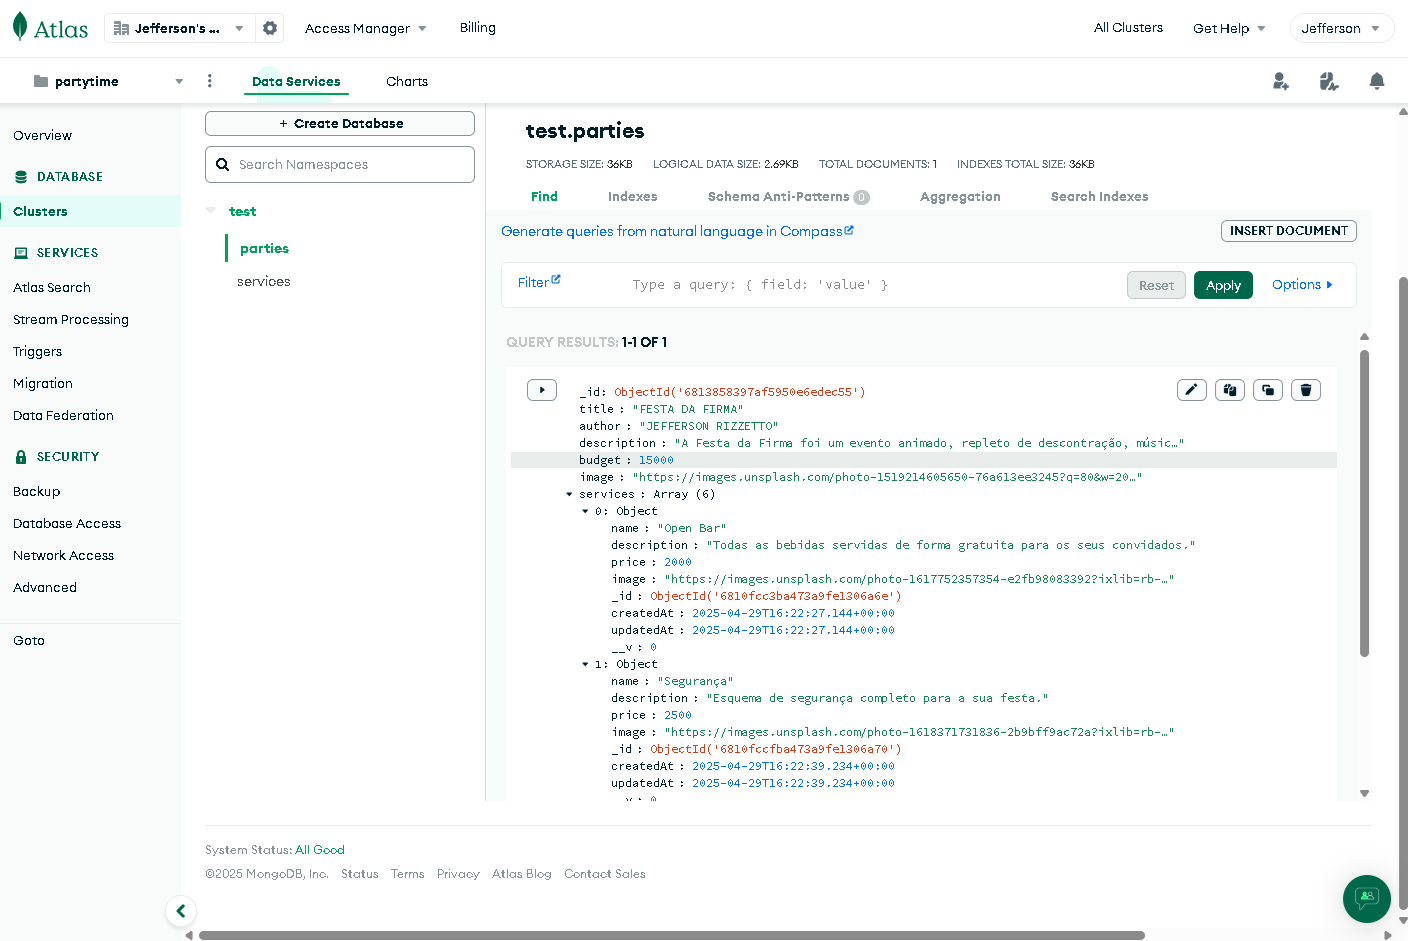 Atlas
Jefferson's ...
Access Manager
Billing
All Clusters
Get Help
Jefferson
partytime
Data Services
Charts
Overview
DATABASE
Clusters
SERVICES
Atlas Search
Stream Processing
Triggers
Migration
Data Federation
SECURITY
Backup
Database Access
Network Access
Advanced
Goto
+ Create Database
Search Namespaces
test
parties
services
test.parties
STORAGE SIZE: 36KB LOGICAL DATA SIZE: 2.69KB TOTAL DOCUMENTS: 1 INDEXES TOTAL SIZE: 36KB
Find Indexes Schema Anti-Patterns 0 Aggregation Search Indexes
Generate queries from natural language in Compass
INSERT DOCUMENT
Filter
Type a query: { field: 'value' }
Reset
Apply
Options
QUERY RESULTS: 1-1 OF 1
_id: ObjectId('6813858397af5950e6edec55')
title : "FESTA DA FIRMA"
author : "JEFFERSON RIZZETTO"
description : "A Festa da Firma foi um evento animado, repleto de descontração, músic…"
budget : 15000
image : "https://images.unsplash.com/photo-1519214605650-76a613ee3245?q=80&w=20…"
services : Array (6)
0: Object
name : "Open Bar"
description : "Todas as bebidas servidas de forma gratuita para os seus convidados."
price : 2000
image : "https://images.unsplash.com/photo-1617752357354-e2fb98083392?ixlib=rb-…"
_id : ObjectId('6810fcc3ba473a9fe1306a6e')
createdAt : 2025-04-29T16:22:27.144+00:00
updatedAt : 2025-04-29T16:22:27.144+00:00
__v : 0
1: Object
name : "Segurança"
description : "Esquema de segurança completo para a sua festa."
price : 2500
image : "https://images.unsplash.com/photo-1618371731836-2b9bff9ac72a?ixlib=rb-…"
_id : ObjectId('6810fccfba473a9fe1306a70')
createdAt : 2025-04-29T16:22:39.234+00:00
updatedAt : 2025-04-29T16:22:39.234+00:00
__v : 0
System Status: All Good
©2025 MongoDB, Inc. Status Terms Privacy Atlas Blog Contact Sales